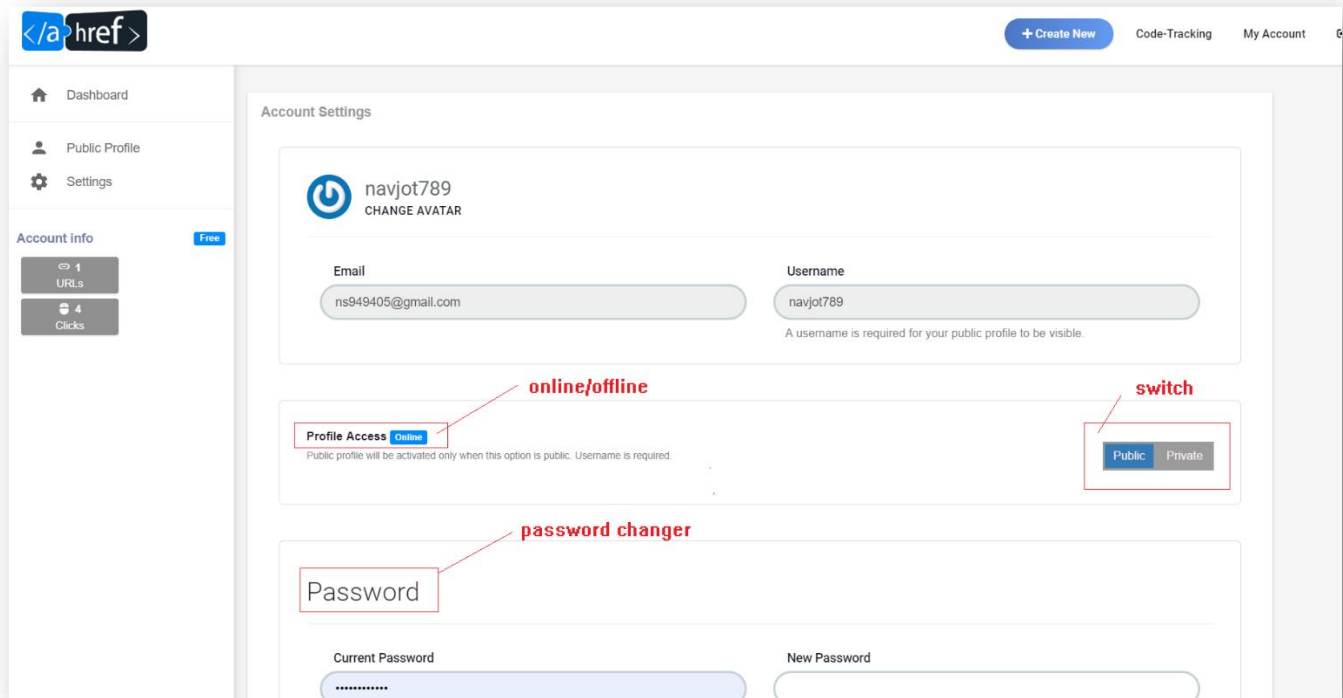 </a> href >
+ Create New
Code-Tracking
My Account
Dashboard
Public Profile
Settings
Account info
Free
1
URLs
4
Clicks
Account Settings
navjot789
CHANGE AVATAR
Email
Username
ns949405@gmail.com
navjot789
A username is required for your public profile to be visible.
online/offline
switch
Profile Access Online
Public profile will be activated only when this option is public. Username is required.
Public Private
password changer
Password
Current Password
New Password
••••••••••••